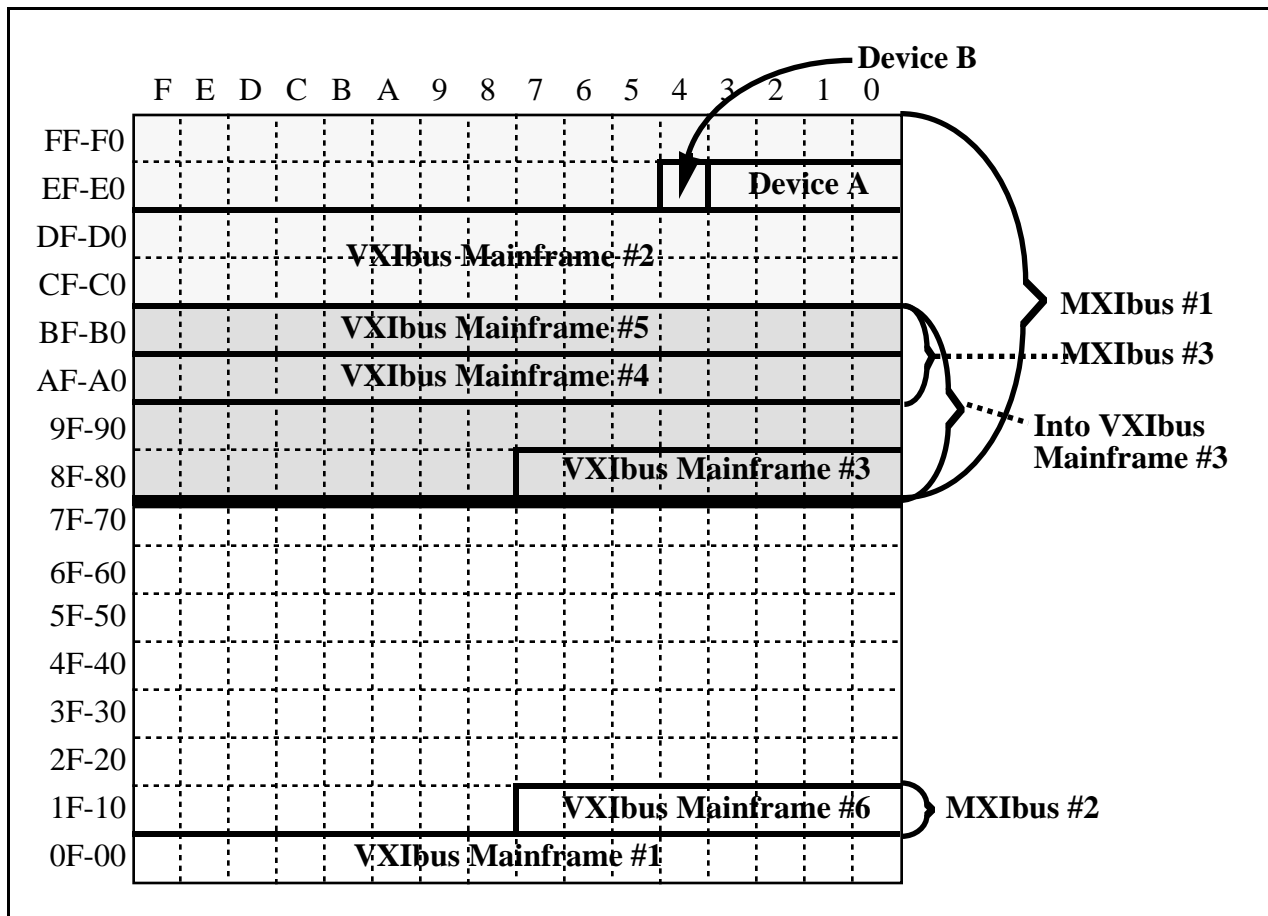 Device B
F E D C B A 9 8 7 6 5 4 3 2 1 0
FF-F0
EF-E0 Device A
DF-D0
VXIbus Mainframe #2
CF-C0
MXIbus #1
BF-B0 VXIbus Mainframe #5
MXIbus #3
AF-A0 VXIbus Mainframe #4
9F-90
Into VXIbus
Mainframe #3
8F-80 VXIbus Mainframe #3
7F-70
6F-60
5F-50
4F-40
3F-30
2F-20
1F-10 VXIbus Mainframe #6 MXIbus #2
0F-00 VXIbus Mainframe #1